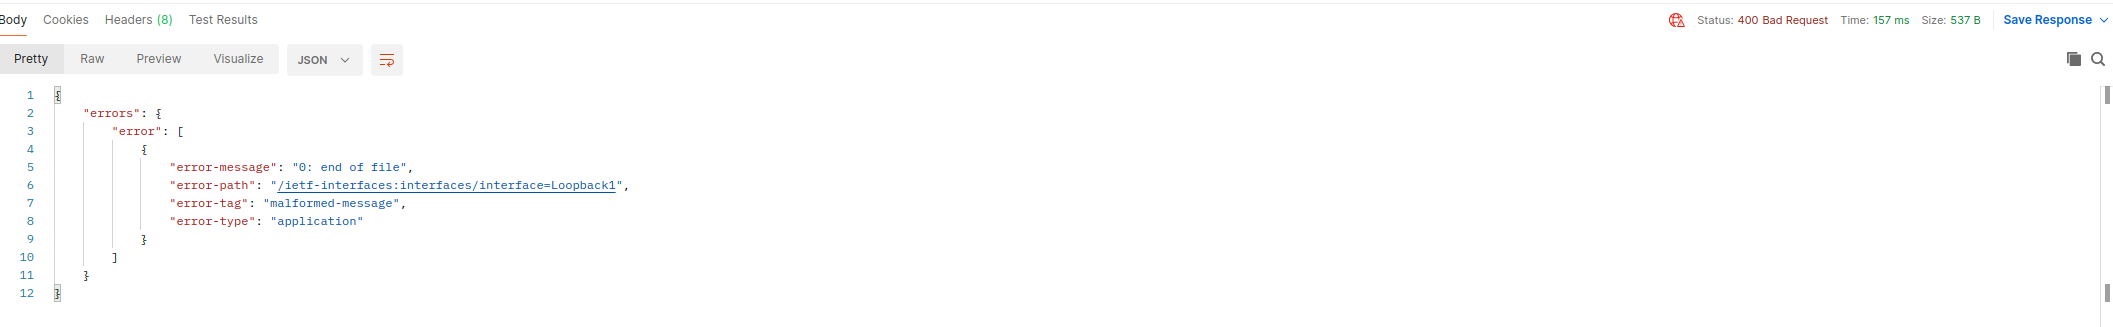 Body Cookies Headers (8) Test Results Status: 400 Bad Request Time: 157 ms Size: 537 B Save Response
Pretty Raw Preview Visualize JSON
1 {
2 "errors": {
3 "error": [
4 {
5 "error-message": "0: end of file",
6 "error-path": "/ietf-interfaces:interfaces/interface=Loopback1",
7 "error-tag": "malformed-message",
8 "error-type": "application"
9 }
10 ]
11 }
12 }